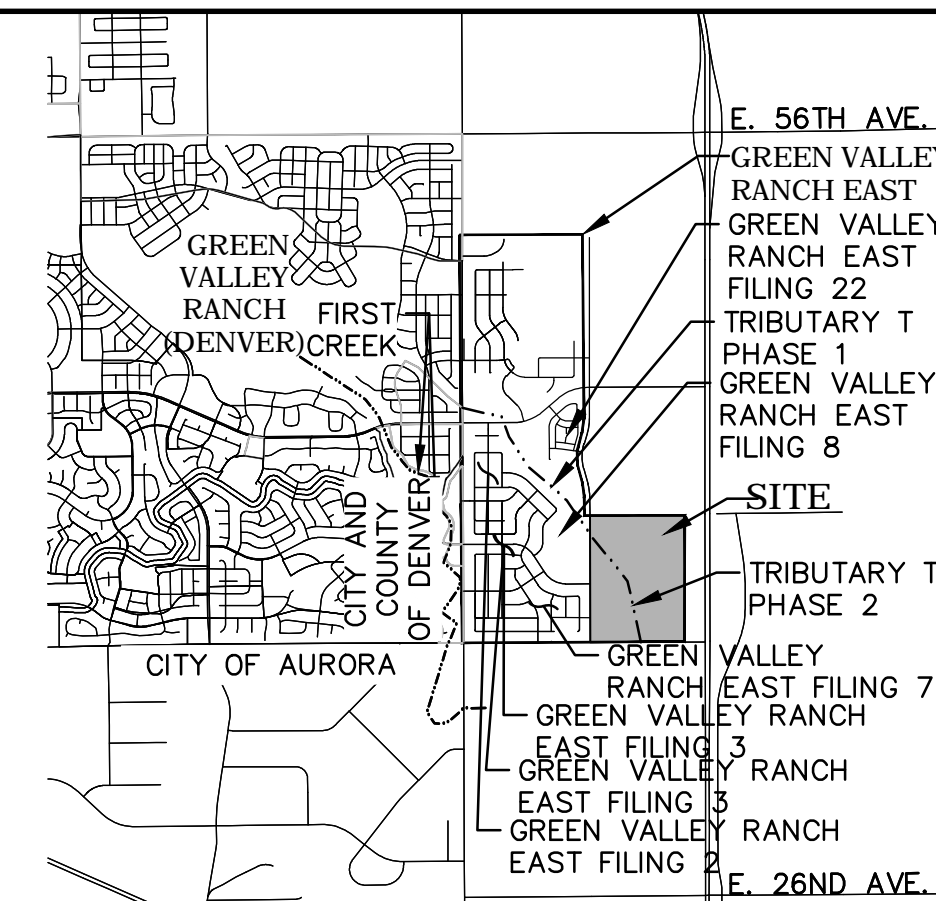 E. 56TH AVE.
GREEN VALLEY
RANCH EAST
GREEN VALLEY
RANCH EAST
FILING 22
TRIBUTARY T
PHASE 1
GREEN VALLEY
RANCH EAST
FILING 8
SITE
TRIBUTARY T
PHASE 2
GREEN
VALLEY
RANCH
(DENVER)
FIRST
CREEK
CITY AND
COUNTY
OF DENVER
CITY OF AURORA
GREEN VALLEY
RANCH EAST FILING 7
GREEN VALLEY RANCH
EAST FILING 3
GREEN VALLEY RANCH
EAST FILING 3
GREEN VALLEY RANCH
EAST FILING 2
E. 26ND AVE.